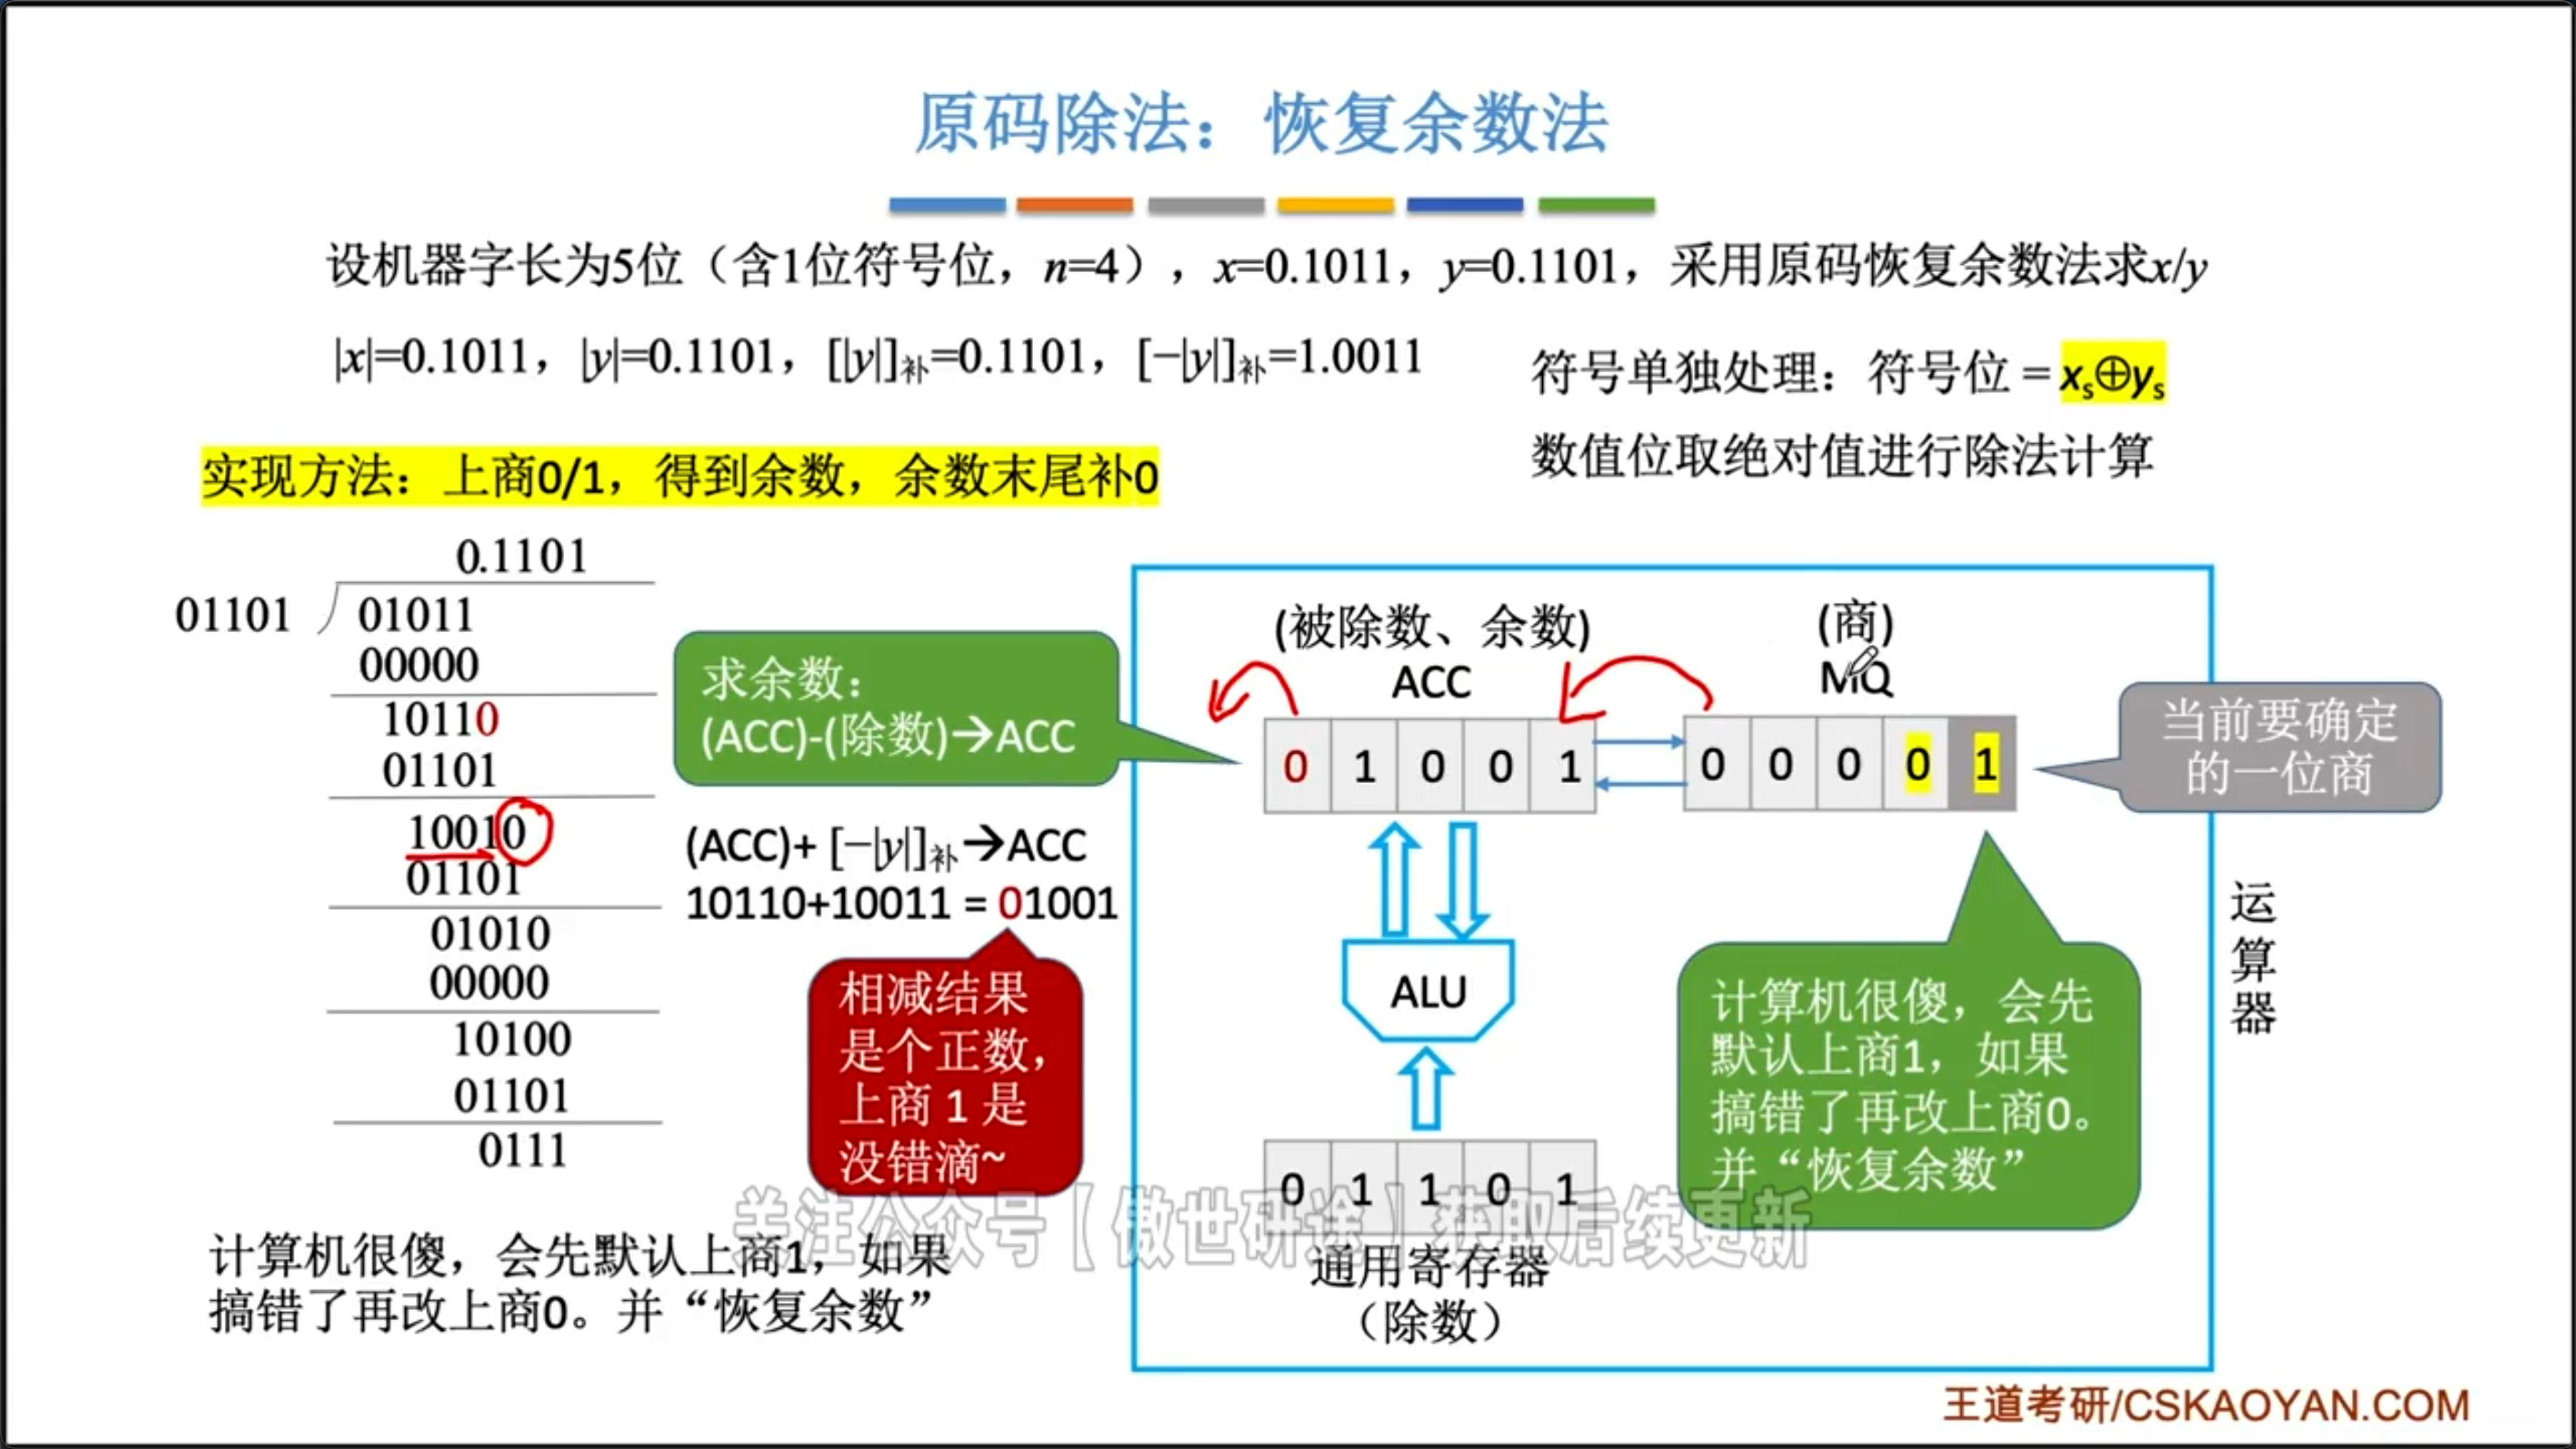 原码除法：恢复余数法
设机器字长为5位（含1位符号位，n=4），x=0.1011，y=0.1101，采用原码恢复余数法求x/y
|x|=0.1011，|y|=0.1101，[|y|]补=0.1101，[−|y|]补=1.0011
符号单独处理：符号位 = xs⊕ys
数值位取绝对值进行除法计算
实现方法：上商0/1，得到余数，余数末尾补0
0.1101
01101
01011
00000
10110
01101
10010
01101
01010
00000
10100
01101
0111
求余数：
(ACC)-(除数)→ACC
(ACC)+ [−|y|]补→ACC
10110+10011 = 01001
相减结果
是个正数，
上商 1 是
没错滴~
(被除数、余数)
ACC
(商)
MQ
0 1 0 0 1
0 0 0 0 1
当前要确定
的一位商
ALU
运算器
计算机很傻，会先
默认上商1，如果
搞错了再改上商0。
并“恢复余数”
0 1 1 0 1
通用寄存器
（除数）
关注公众号【傲世研途】获取后续更新
计算机很傻，会先默认上商1，如果
搞错了再改上商0。并“恢复余数”
王道考研/CSKAOYAN.COM